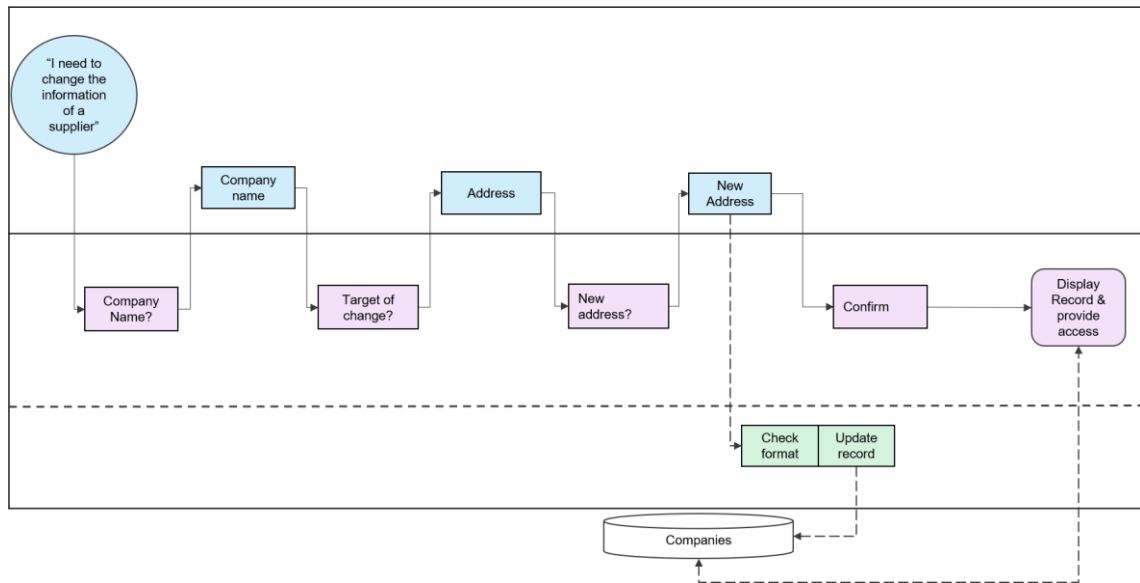 “I need to
change the
information
of a
supplier”
Company
name
Address
New
Address
Company
Name?
Target of
change?
New
address?
Confirm
Display
Record &
provide
access
Check
format
Update
record
Companies